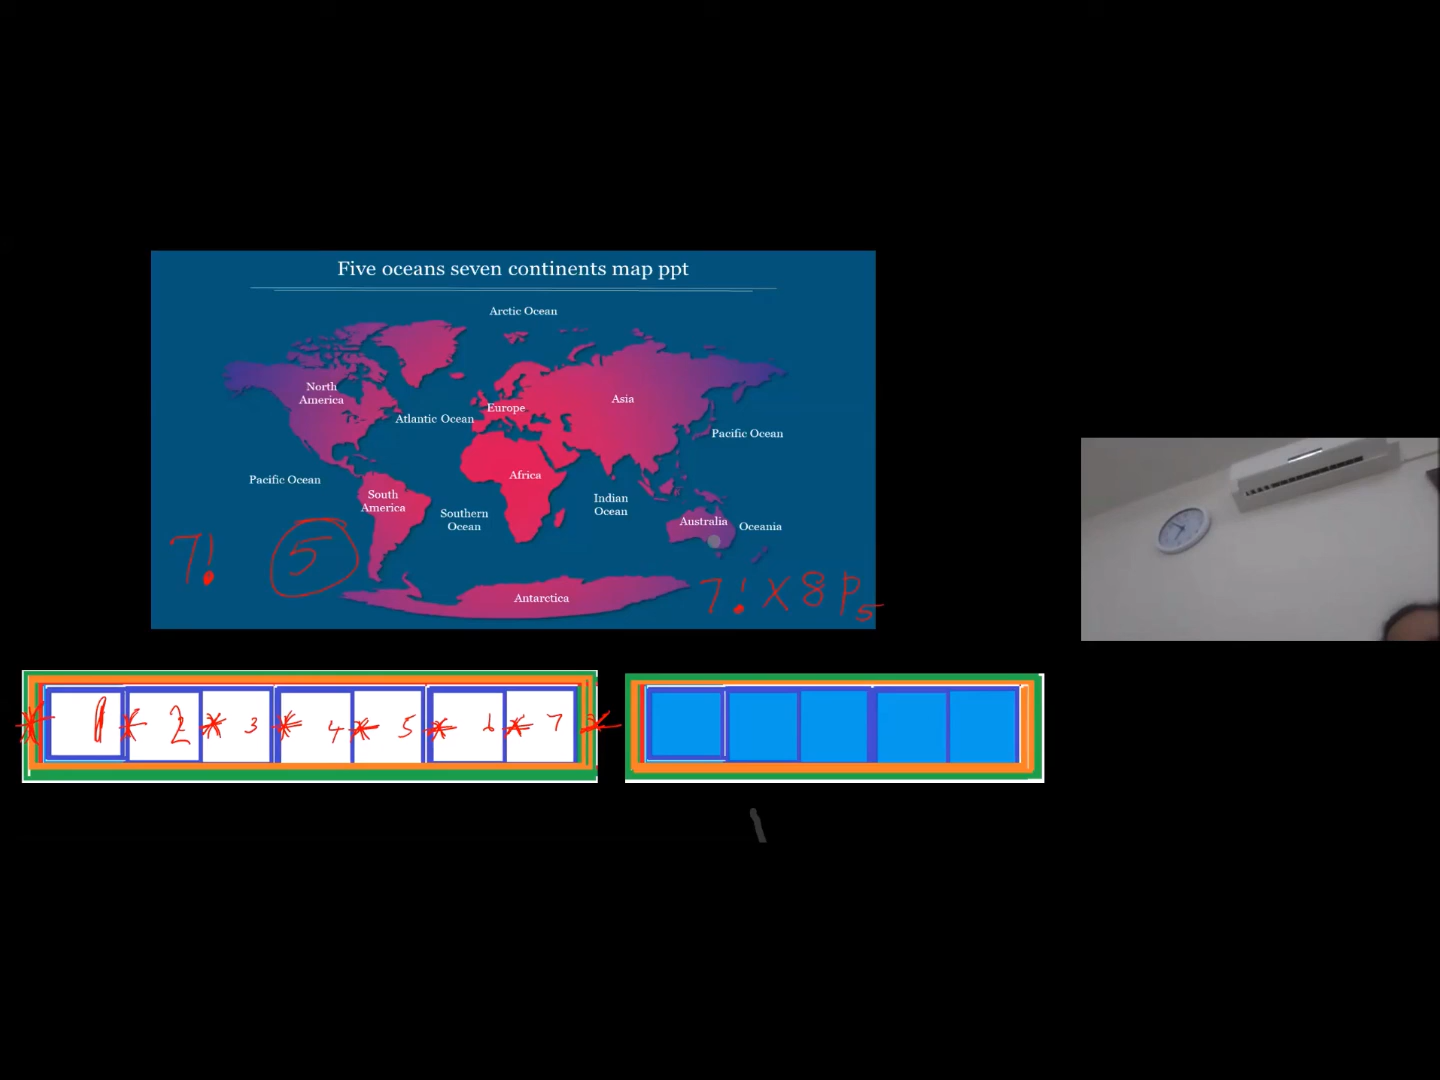 Five oceans seven continents map ppt
Arctic Ocean
North
America
Atlantic Ocean
Europe
Asia
Pacific Ocean
Africa
Pacific Ocean
South
America
Southern
Ocean
Indian
Ocean
Australia
Oceania
Antarctica
7!
5
7! X 8P5
* 1 * 2 * 3 * 4 * 5 * 6 * 7 *